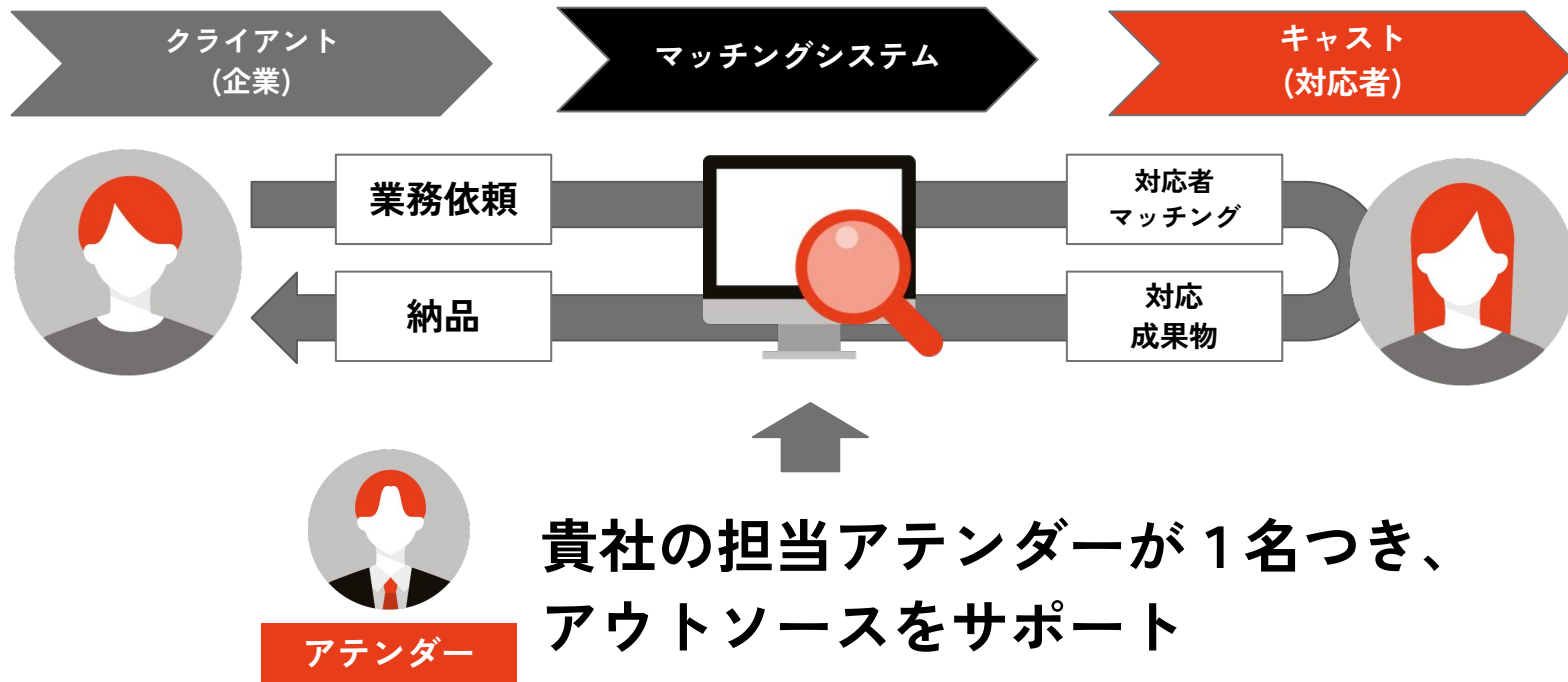 クライアント
(企業)
マッチングシステム
キャスト
(対応者)
業務依頼
対応者
マッチング
納品
対応
成果物
貴社の担当アテンダーが1名つき、
アウトソースをサポート
アテンダー